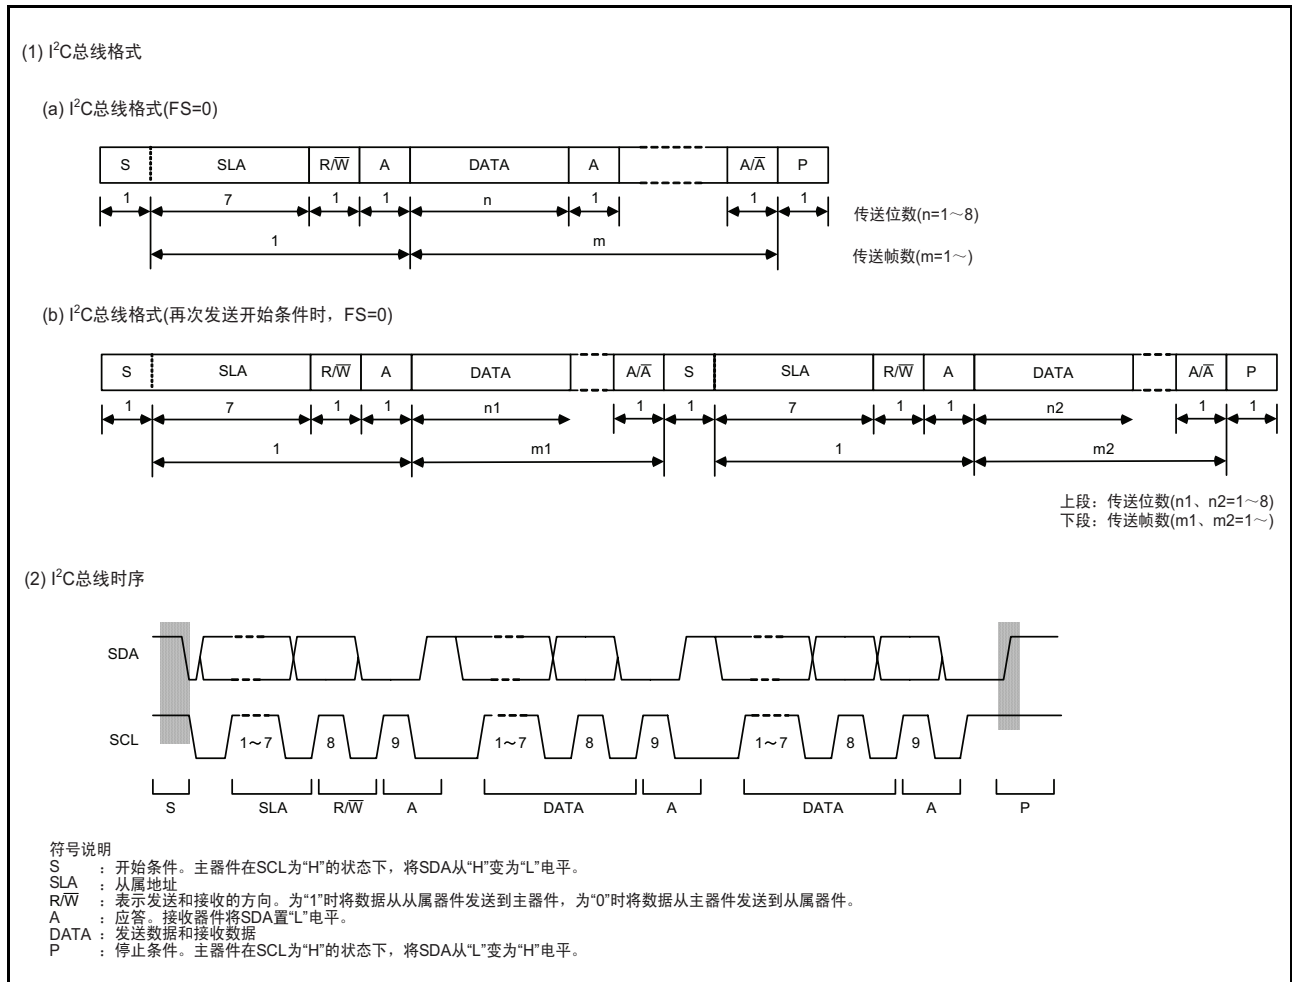 (1) I²C总线格式
(a) I²C总线格式(FS=0)
S SLA R/W̅ A DATA A A/A̅ P
1 7 1 1 n 1 1 1
传送位数(n=1～8)
1 m
传送帧数(m=1～)
(b) I²C总线格式(再次发送开始条件时，FS=0)
S SLA R/W̅ A DATA A/A̅ S SLA R/W̅ A DATA A/A̅ P
1 7 1 1 n1 1 1 7 1 1 n2 1 1
1 m1 1 m2
上段：传送位数(n1、n2=1～8)
下段：传送帧数(m1、m2=1～)
(2) I²C总线时序
SDA
SCL 1～7 8 9 1～7 8 9 1～7 8 9
S SLA R/W̅ A DATA A DATA A P
符号说明
S ：开始条件。主器件在SCL为“H”的状态下，将SDA从“H”变为“L”电平。
SLA ：从属地址
R/W̅ ：表示发送和接收的方向。为“1”时将数据从从属器件发送到主器件，为“0”时将数据从主器件发送到从属器件。
A ：应答。接收器件将SDA置“L”电平。
DATA ：发送数据和接收数据
P ：停止条件。主器件在SCL为“H”的状态下，将SDA从“L”变为“H”电平。